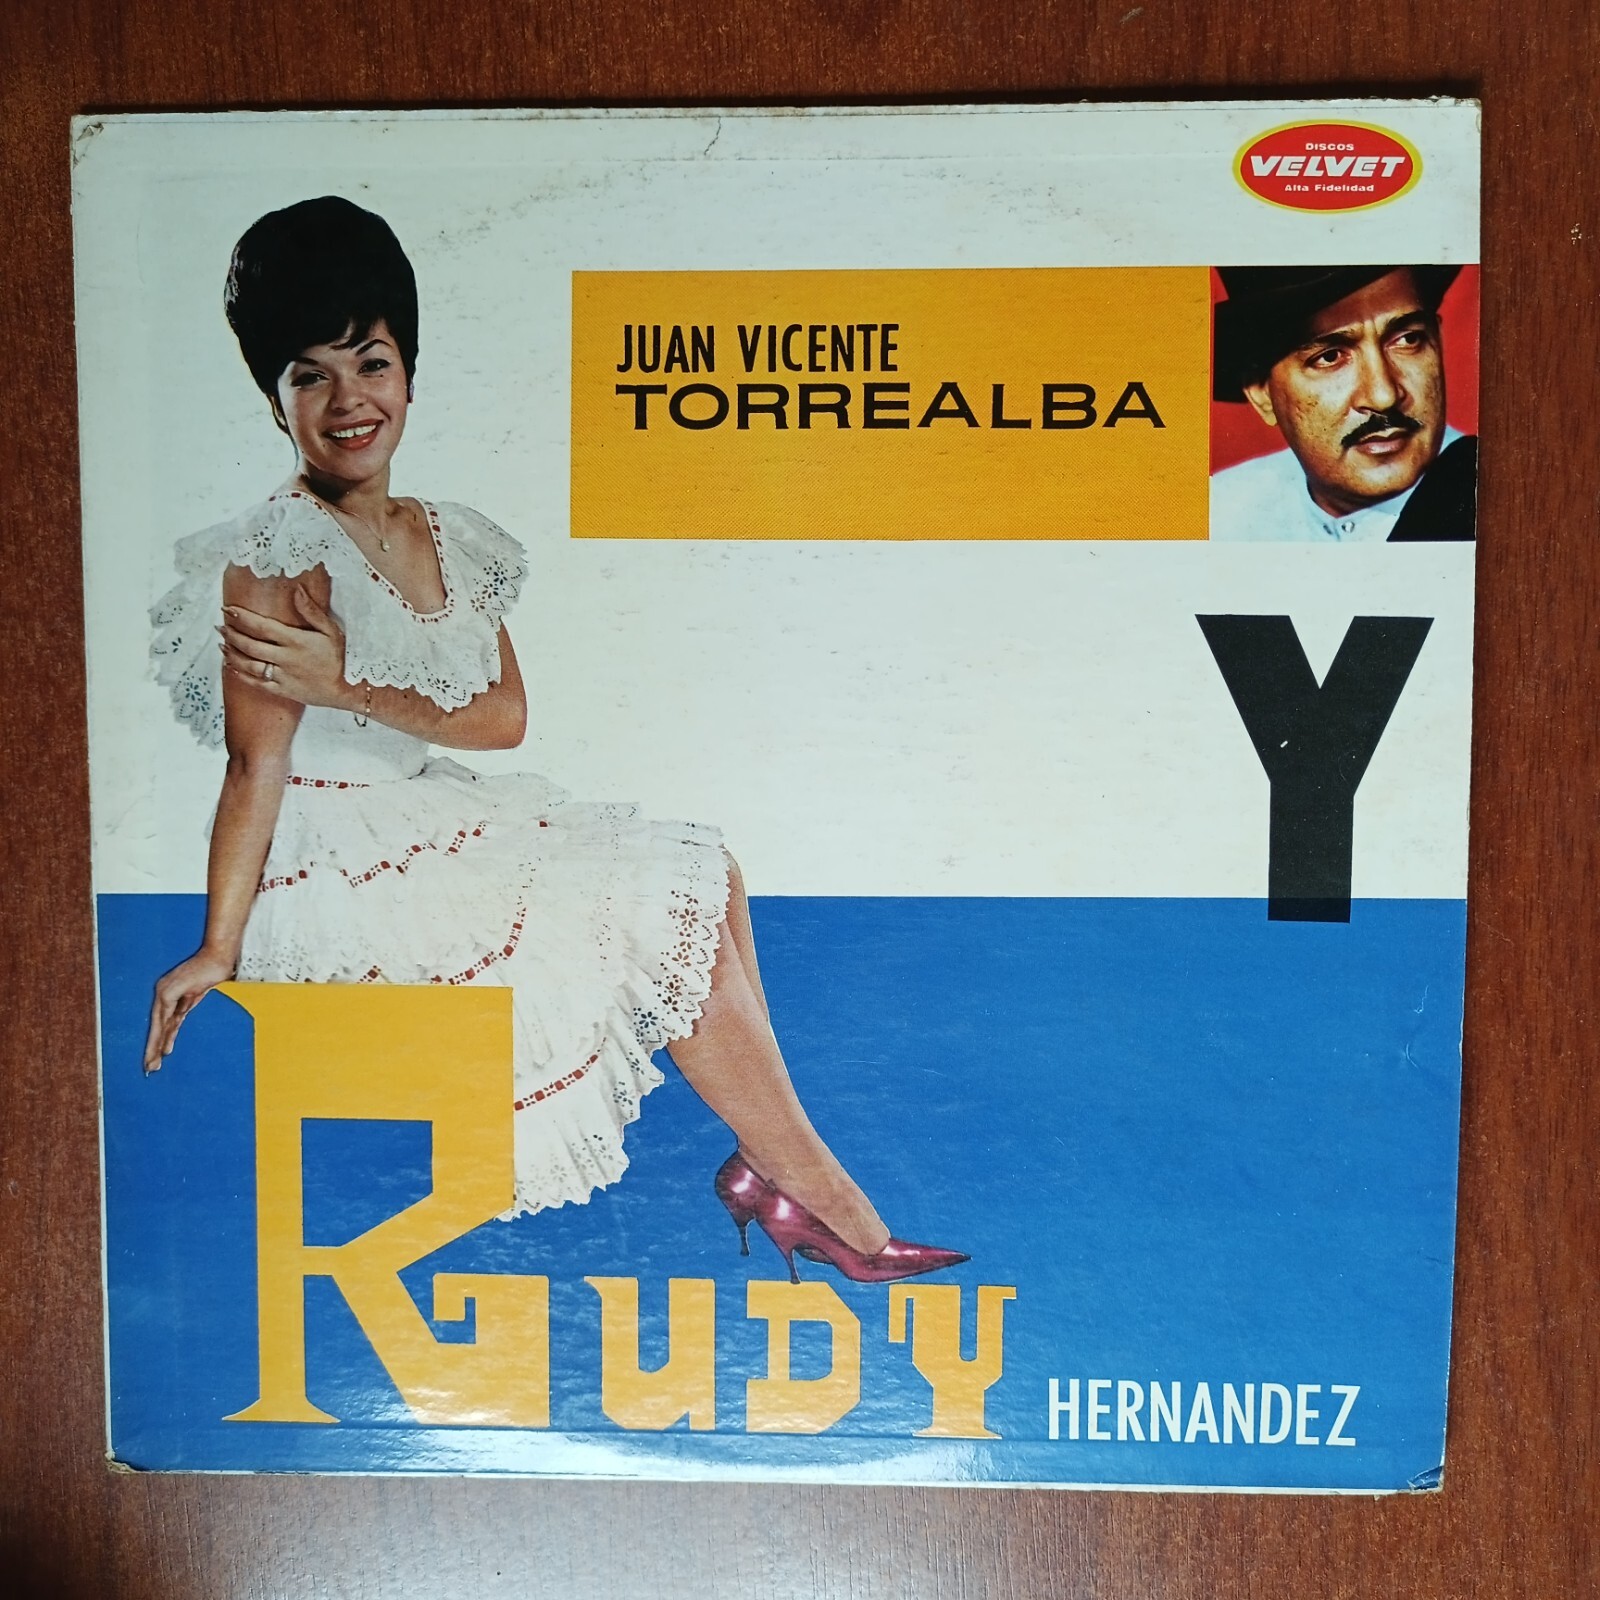 DISCOS
VELVET
Alta Fidelidad
JUAN VICENTE
TORREALBA
Y
RUDY
HERNANDEZ